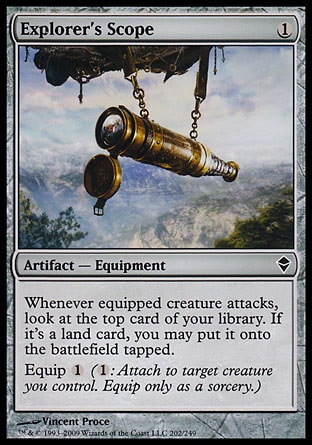 Explorer's Scope 1
Artifact — Equipment
Whenever equipped creature attacks,
look at the top card of your library. If
it's a land card, you may put it onto
the battlefield tapped.
Equip 1 (1: Attach to target creature
you control. Equip only as a sorcery.)
Vincent Proce
™ & © 1993–2009 Wizards of the Coast LLC 202/249